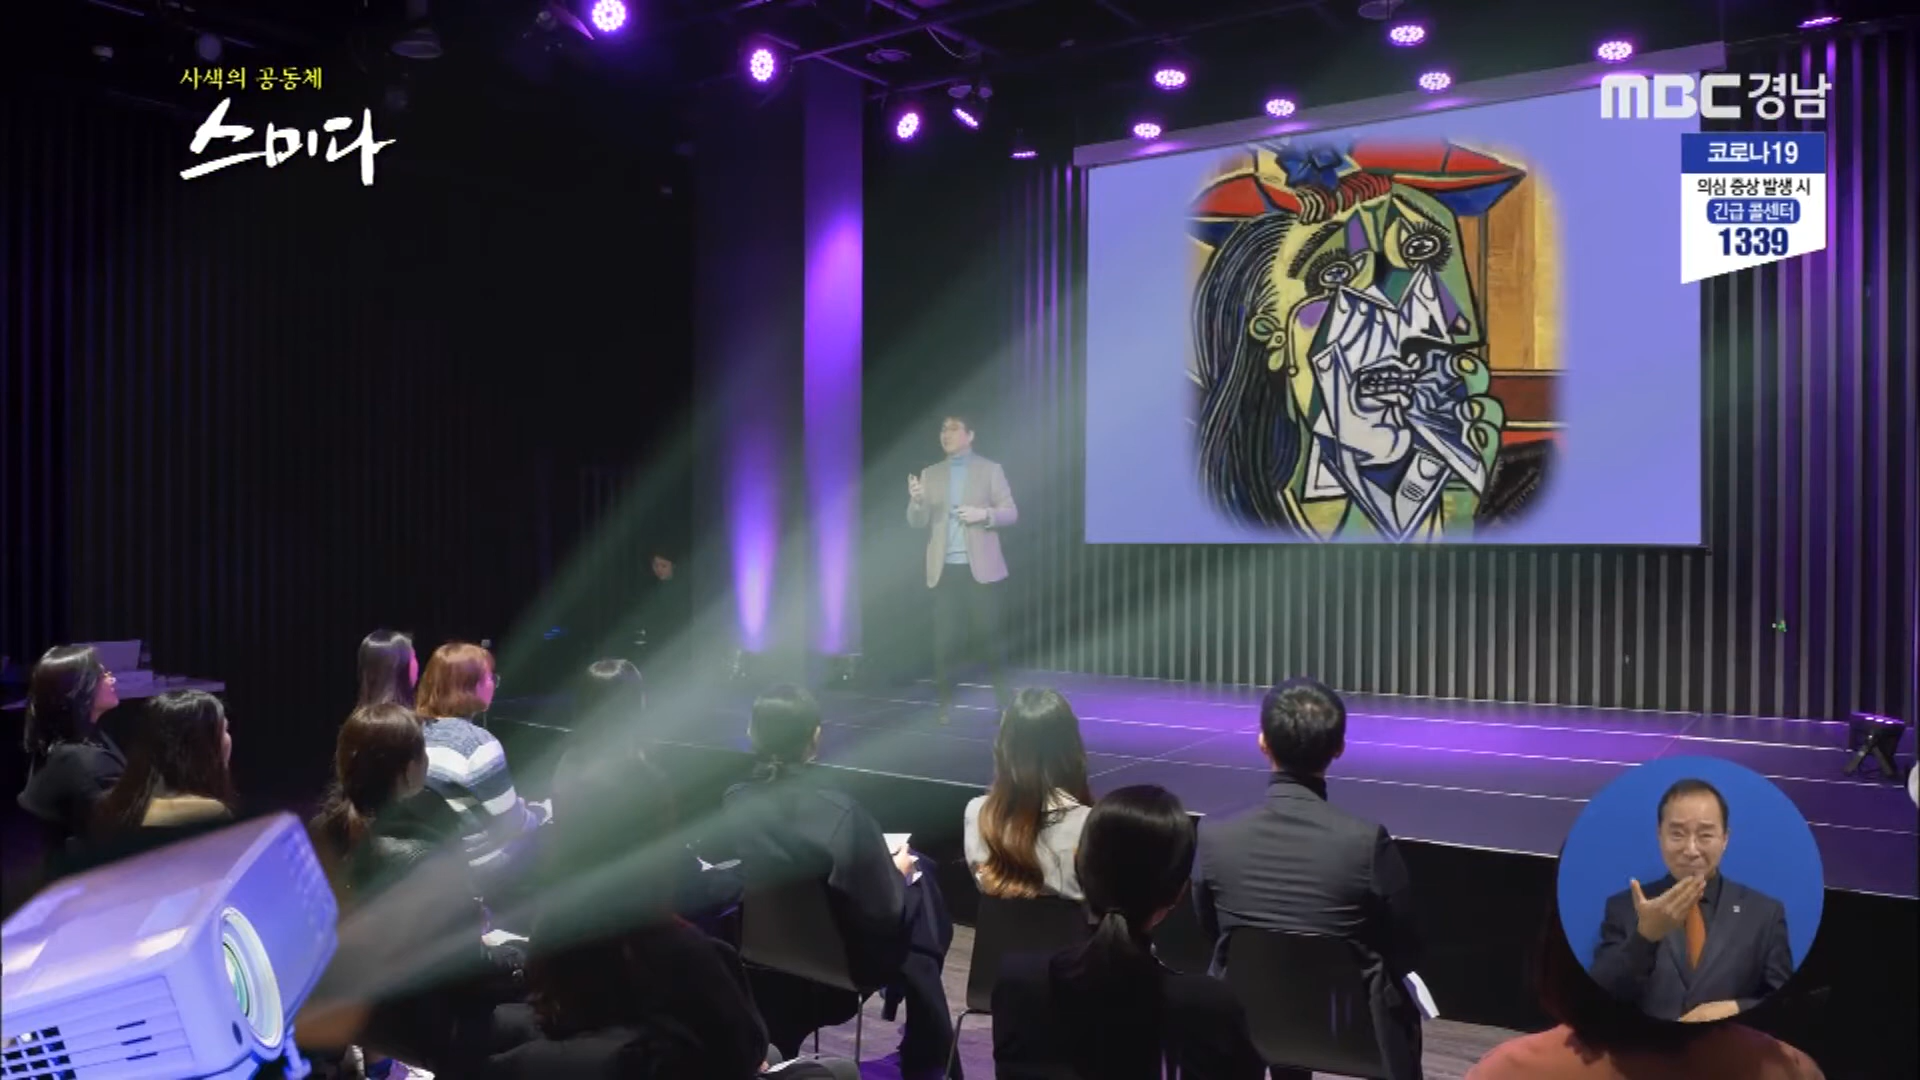 사색의 공동체
스미다
MBC경남
코로나19
의심 증상 발생 시
긴급 콜센터
1339